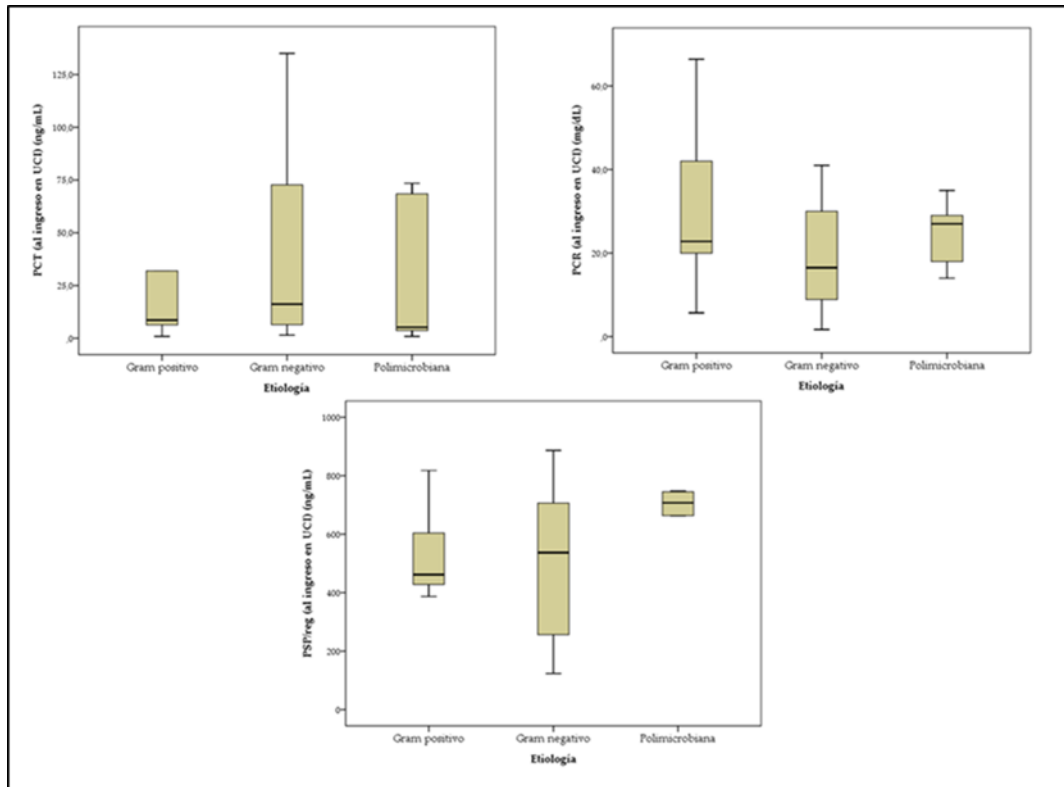 PCT (al ingreso en UCI) (ng/mL)
125,0
100,0
75,0
50,0
25,0
,0
Gram positivo
Gram negativo
Polimicrobiana
Etiología
PCR (al ingreso en UCI) (mg/dL)
60,0
40,0
20,0
,0
Gram positivo
Gram negativo
Polimicrobiana
Etiología
PSP/reg (al ingreso en UCI) (ng/mL)
1000
800
600
400
200
0
Gram positivo
Gram negativo
Polimicrobiana
Etiología